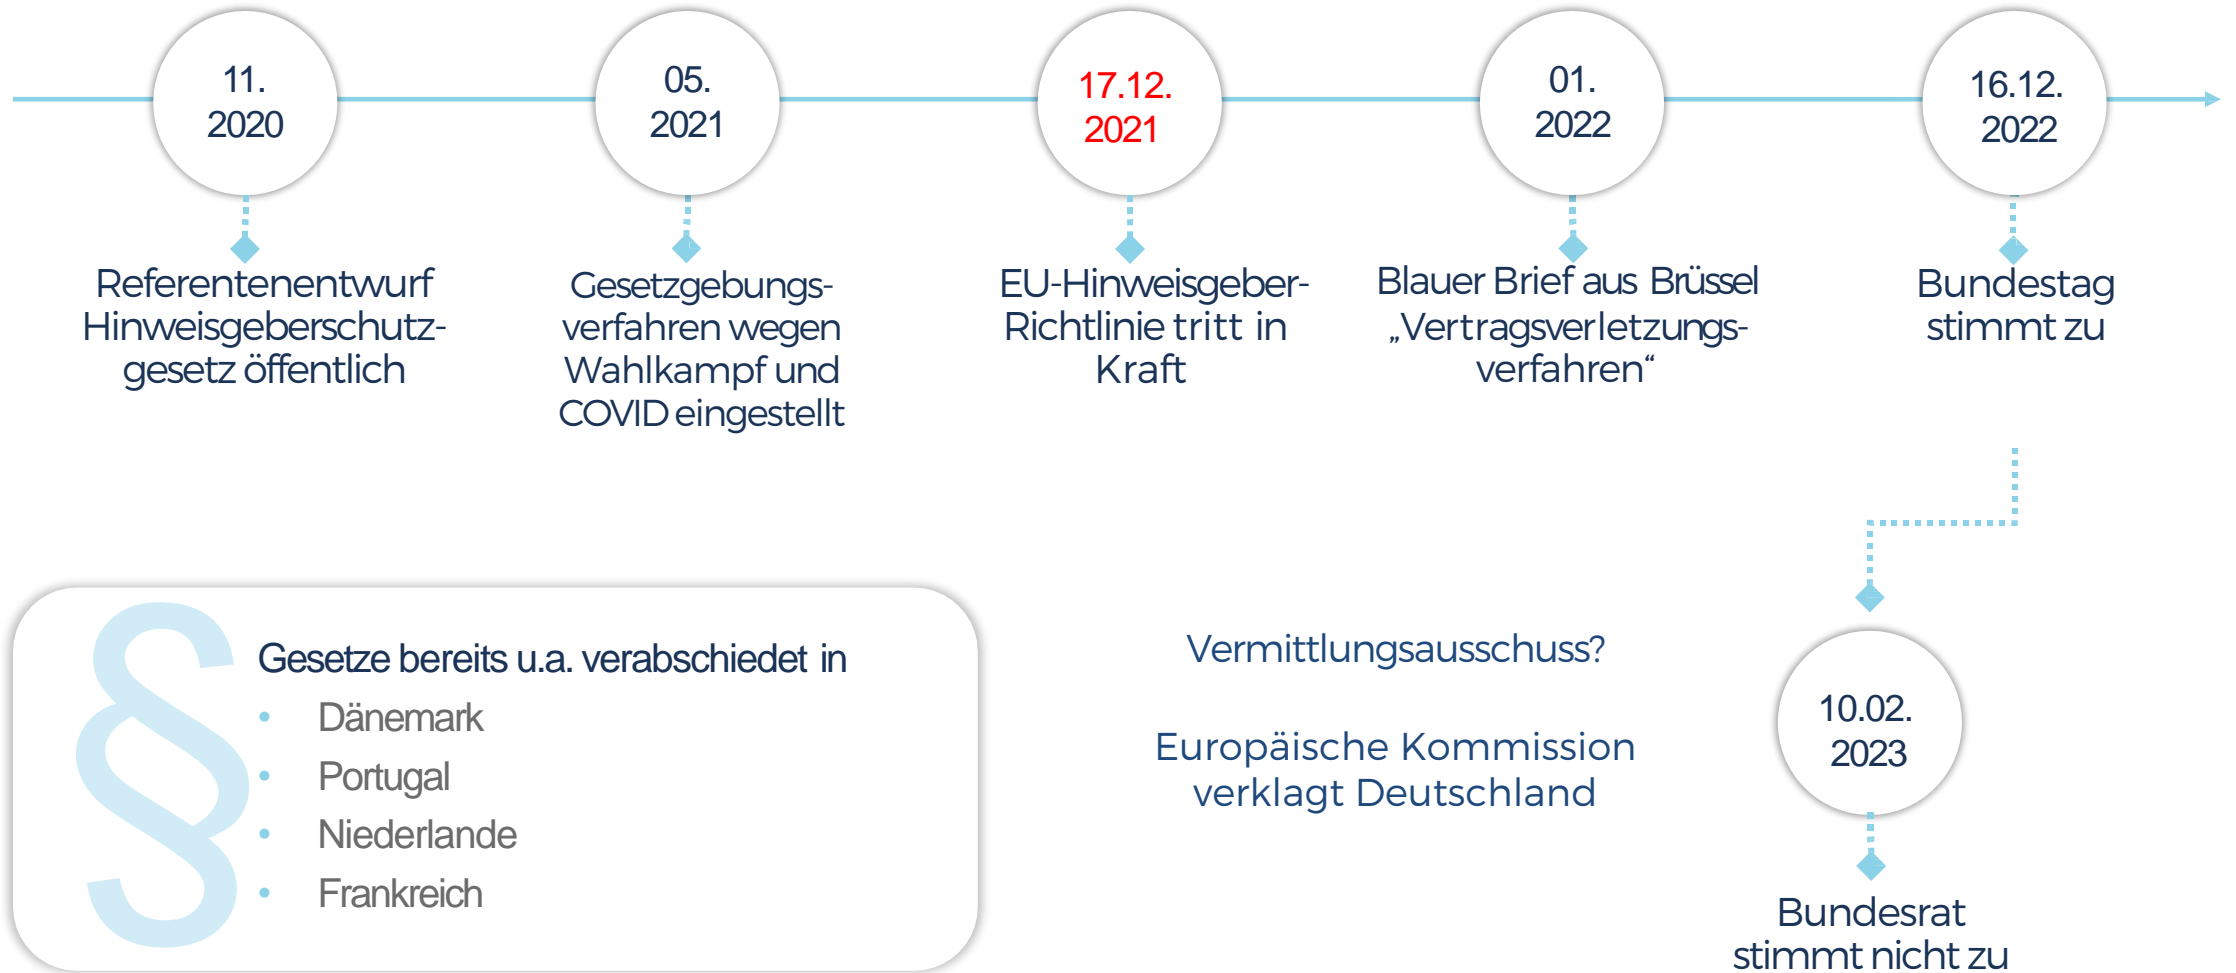 11.
2020
05.
2021
17.12.
2021
01.
2022
16.12.
2022
Referentenentwurf
Hinweisgeberschutz-
gesetz öffentlich
Gesetzgebungs-
verfahren wegen
Wahlkampf und
COVID eingestellt
EU-Hinweisgeber-
Richtlinie tritt in
Kraft
Blauer Brief aus Brüssel
„Vertragsverletzungs-
verfahren“
Bundestag
stimmt zu
§
Gesetze bereits u.a. verabschiedet in
• Dänemark
• Portugal
• Niederlande
• Frankreich
Vermittlungsausschuss?
Europäische Kommission
verklagt Deutschland
10.02.
2023
Bundesrat
stimmt nicht zu